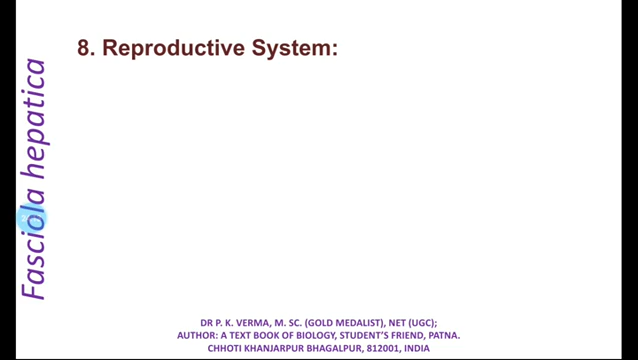 8. Reproductive System:
Fasciola hepatica
DR P. K. VERMA, M. SC. (GOLD MEDALIST), NET (UGC);
AUTHOR: A TEXT BOOK OF BIOLOGY, STUDENT'S FRIEND, PATNA.
CHHOTI KHANJARPUR BHAGALPUR, 812001, INDIA